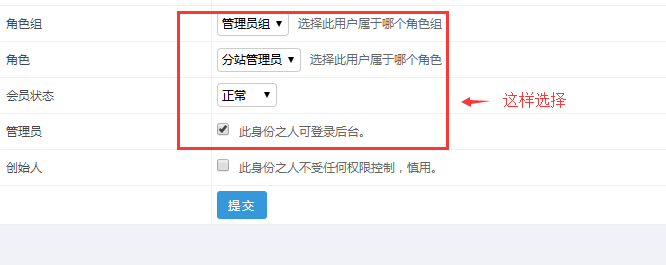 角色组 管理员组 选择此用户属于哪个角色组
角色 分站管理员 选择此用户属于哪个角色
会员状态 正常
这样选择
管理员 此身份之人可登录后台。
创始人 此身份之人不受任何权限控制，慎用。
提交